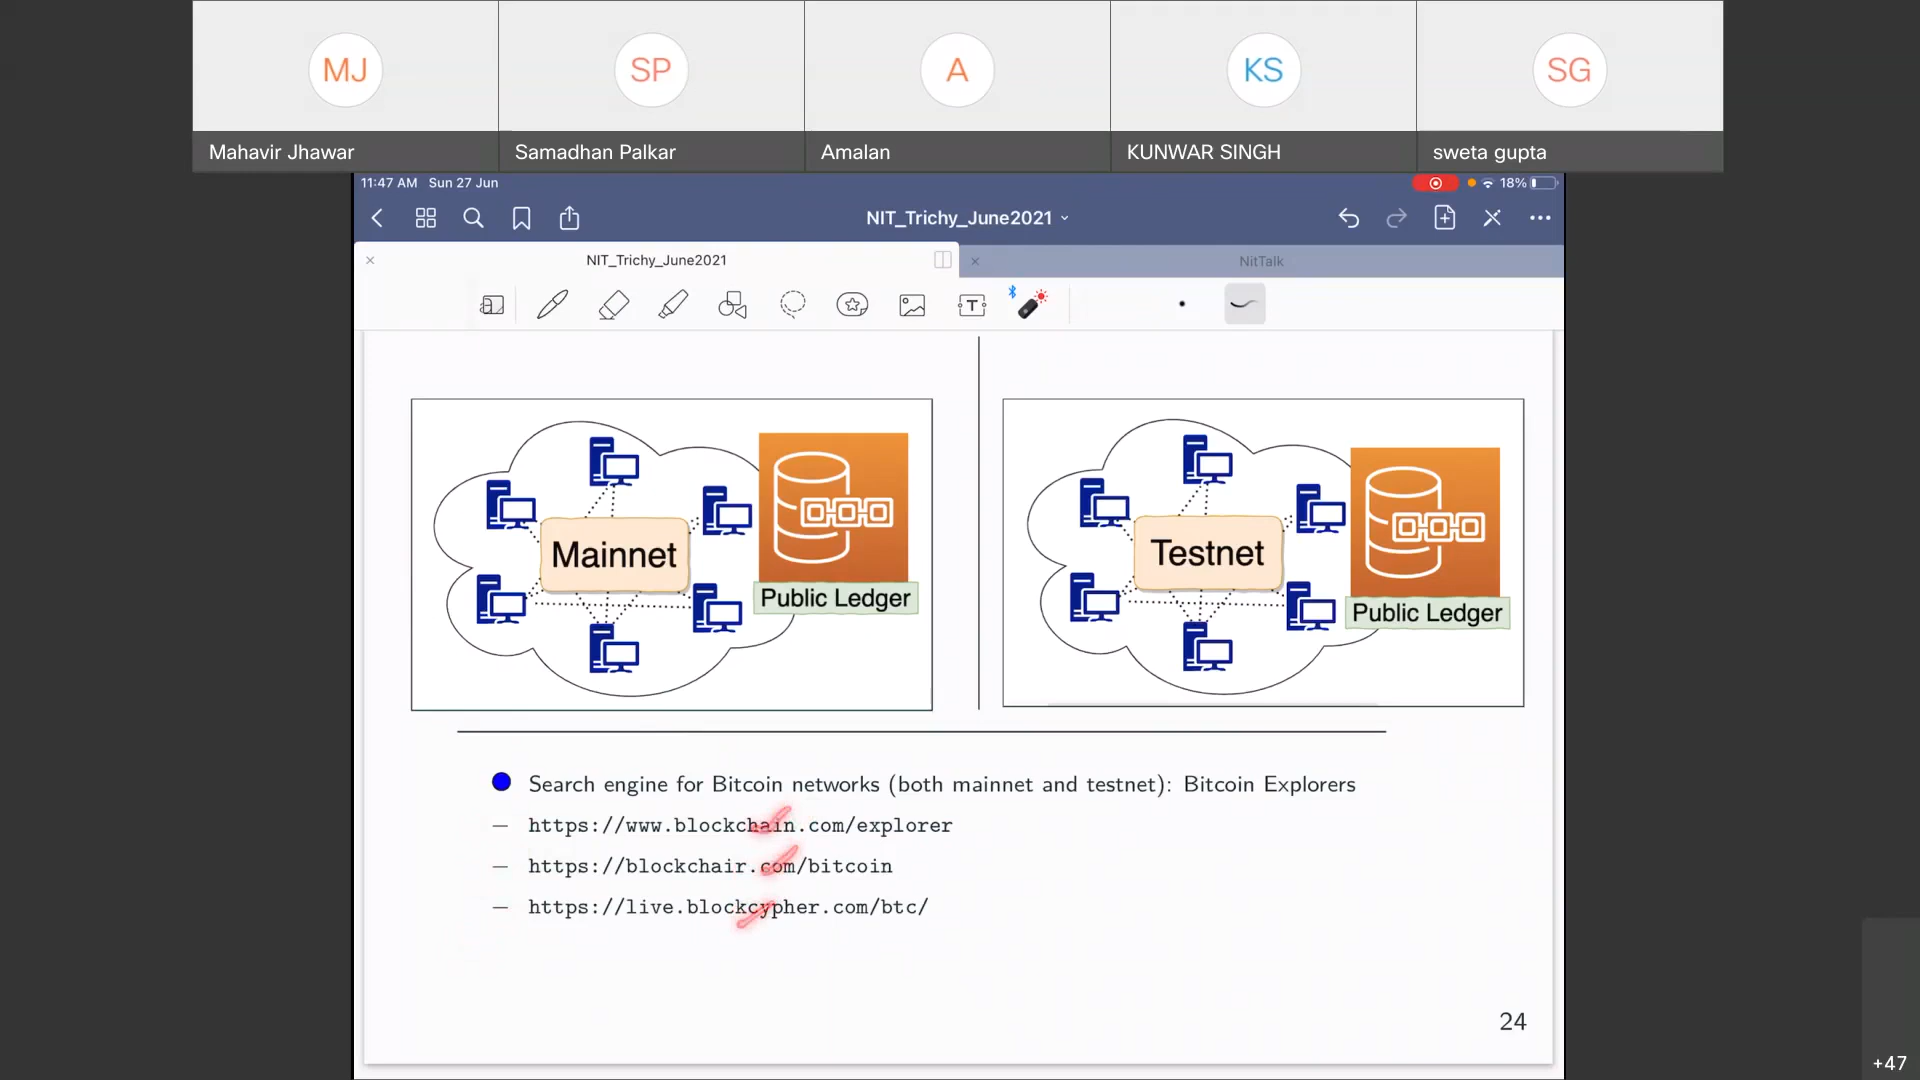 MJ SP A KS SG
Mahavir Jhawar Samadhan Palkar Amalan KUNWAR SINGH sweta gupta
11:47 AM Sun 27 Jun 18%
NIT_Trichy_June2021
NIT_Trichy_June2021 NitTalk
Mainnet
Public Ledger
Testnet
Public Ledger
Search engine for Bitcoin networks (both mainnet and testnet): Bitcoin Explorers
— https://www.blockchain.com/explorer
— https://blockchair.com/bitcoin
— https://live.blockcypher.com/btc/
24
+47